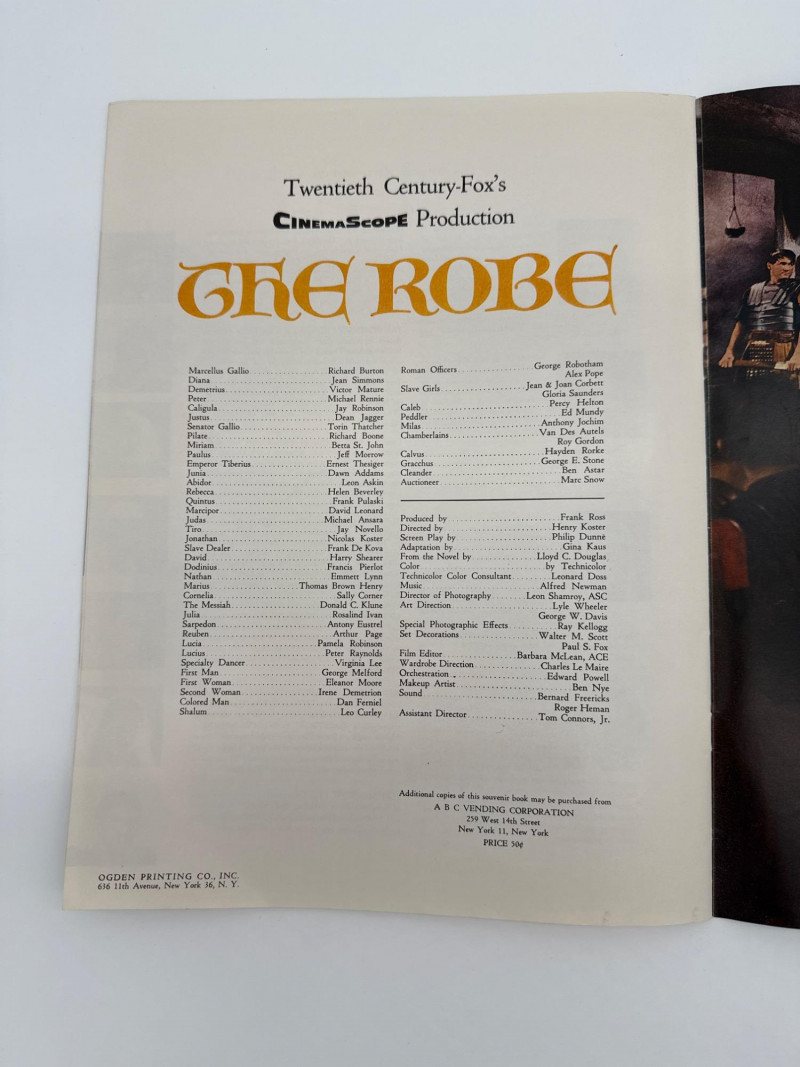 Twentieth Century-Fox's
CINEMASCOPE Production
THE ROBE
Marcellus Gallio Richard Burton
Diana Jean Simmons
Demetrius Victor Mature
Peter Michael Rennie
Caligula Jay Robinson
Justus Dean Jagger
Senator Gallio Torin Thatcher
Pilate Richard Boone
Miriam Betta St. John
Paulus Jeff Morrow
Emperor Tiberius Ernest Thesiger
Junia Dawn Addams
Abidor Leon Askin
Rebecca Helen Beverley
Quintus Frank Pulaski
Marcipor David Leonard
Judas Michael Ansara
Tiro Jay Novello
Jonathan Nicolas Koster
Slave Dealer Frank De Kova
David Harry Shearer
Dodinius Francis Pierlot
Nathan Emmett Lynn
Marius Thomas Brown Henry
Cornelia Sally Corner
The Messiah Donald C. Klune
Julia Rosalind Ivan
Sarpedon Antony Eustrel
Reuben Arthur Page
Lucia Pamela Robinson
Lucius Peter Raynolds
Specialty Dancer Virginia Lee
First Man George Melford
First Woman Eleanor Moore
Second Woman Irene Demetrion
Colored Man Dan Ferniel
Shalum Leo Curley
Roman Officers George Robotham
Alex Pope
Slave Girls Jean & Joan Corbett
Gloria Saunders
Caleb Percy Helton
Peddler Ed Mundy
Milas Anthony Jochim
Chamberlains Van Des Autels
Roy Gordon
Calvus Hayden Rorke
Gracchus George E. Stone
Cleander Ben Astar
Auctioneer Marc Snow
Produced by Frank Ross
Directed by Henry Koster
Screen Play by Philip Dunne
Adaptation by Gina Kaus
From the Novel by Lloyd C. Douglas
Color by Technicolor
Technicolor Color Consultant Leonard Doss
Music Alfred Newman
Director of Photography Leon Shamroy, ASC
Art Direction Lyle Wheeler
George W. Davis
Special Photographic Effects Ray Kellogg
Set Decorations Walter M. Scott
Paul S. Fox
Film Editor Barbara McLean, ACE
Wardrobe Direction Charles Le Maire
Orchestration Edward Powell
Makeup Artist Ben Nye
Sound Bernard Freericks
Roger Heman
Assistant Director Tom Connors, Jr.
Additional copies of this souvenir book may be purchased from
A B C VENDING CORPORATION
259 West 14th Street
New York 11, New York
PRICE 50¢
OGDEN PRINTING CO., INC.
636 11th Avenue, New York 36, N. Y.